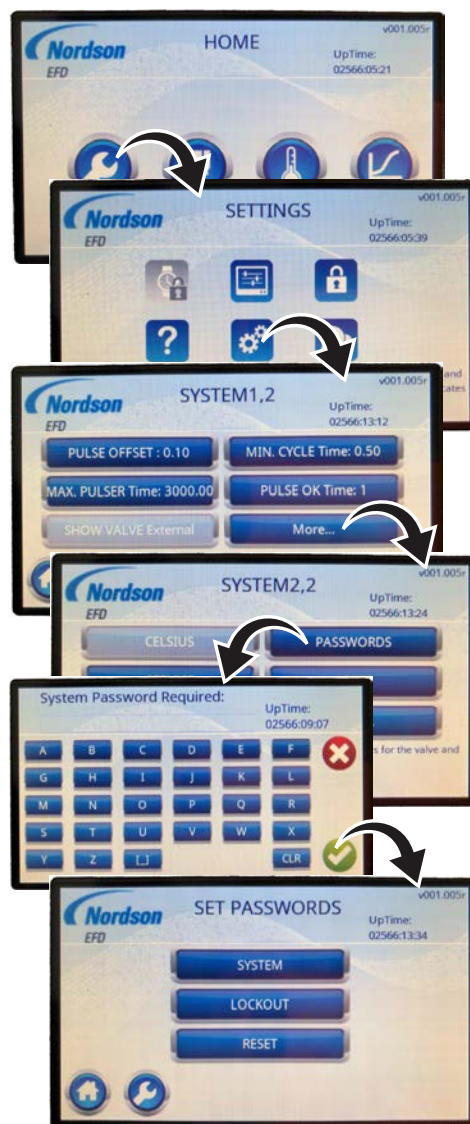 v001.005r
Nordson
EFD
HOME
UpTime:
02566:05:21
v001.005r
Nordson
EFD
SETTINGS
UpTime:
02566:05:39
?
and
cates
v001.005r
Nordson
EFD
SYSTEM1,2
UpTime:
02566:13:12
PULSE OFFSET : 0.10
MIN. CYCLE Time: 0.50
MAX. PULSER Time: 3000.00
PULSE OK Time: 1
SHOW VALVE External
More...
v001.005r
Nordson
EFD
SYSTEM2,2
UpTime:
02566:13:24
CELSIUS
PASSWORDS
s for the valve and
System Password Required:
UpTime:
02566:09:07
A B C D E F
G H I J K L
M N O P Q R
S T U V W X
Y Z [_] CLR
v001.005r
Nordson
EFD
SET PASSWORDS
UpTime:
02566:13:34
SYSTEM
LOCKOUT
RESET